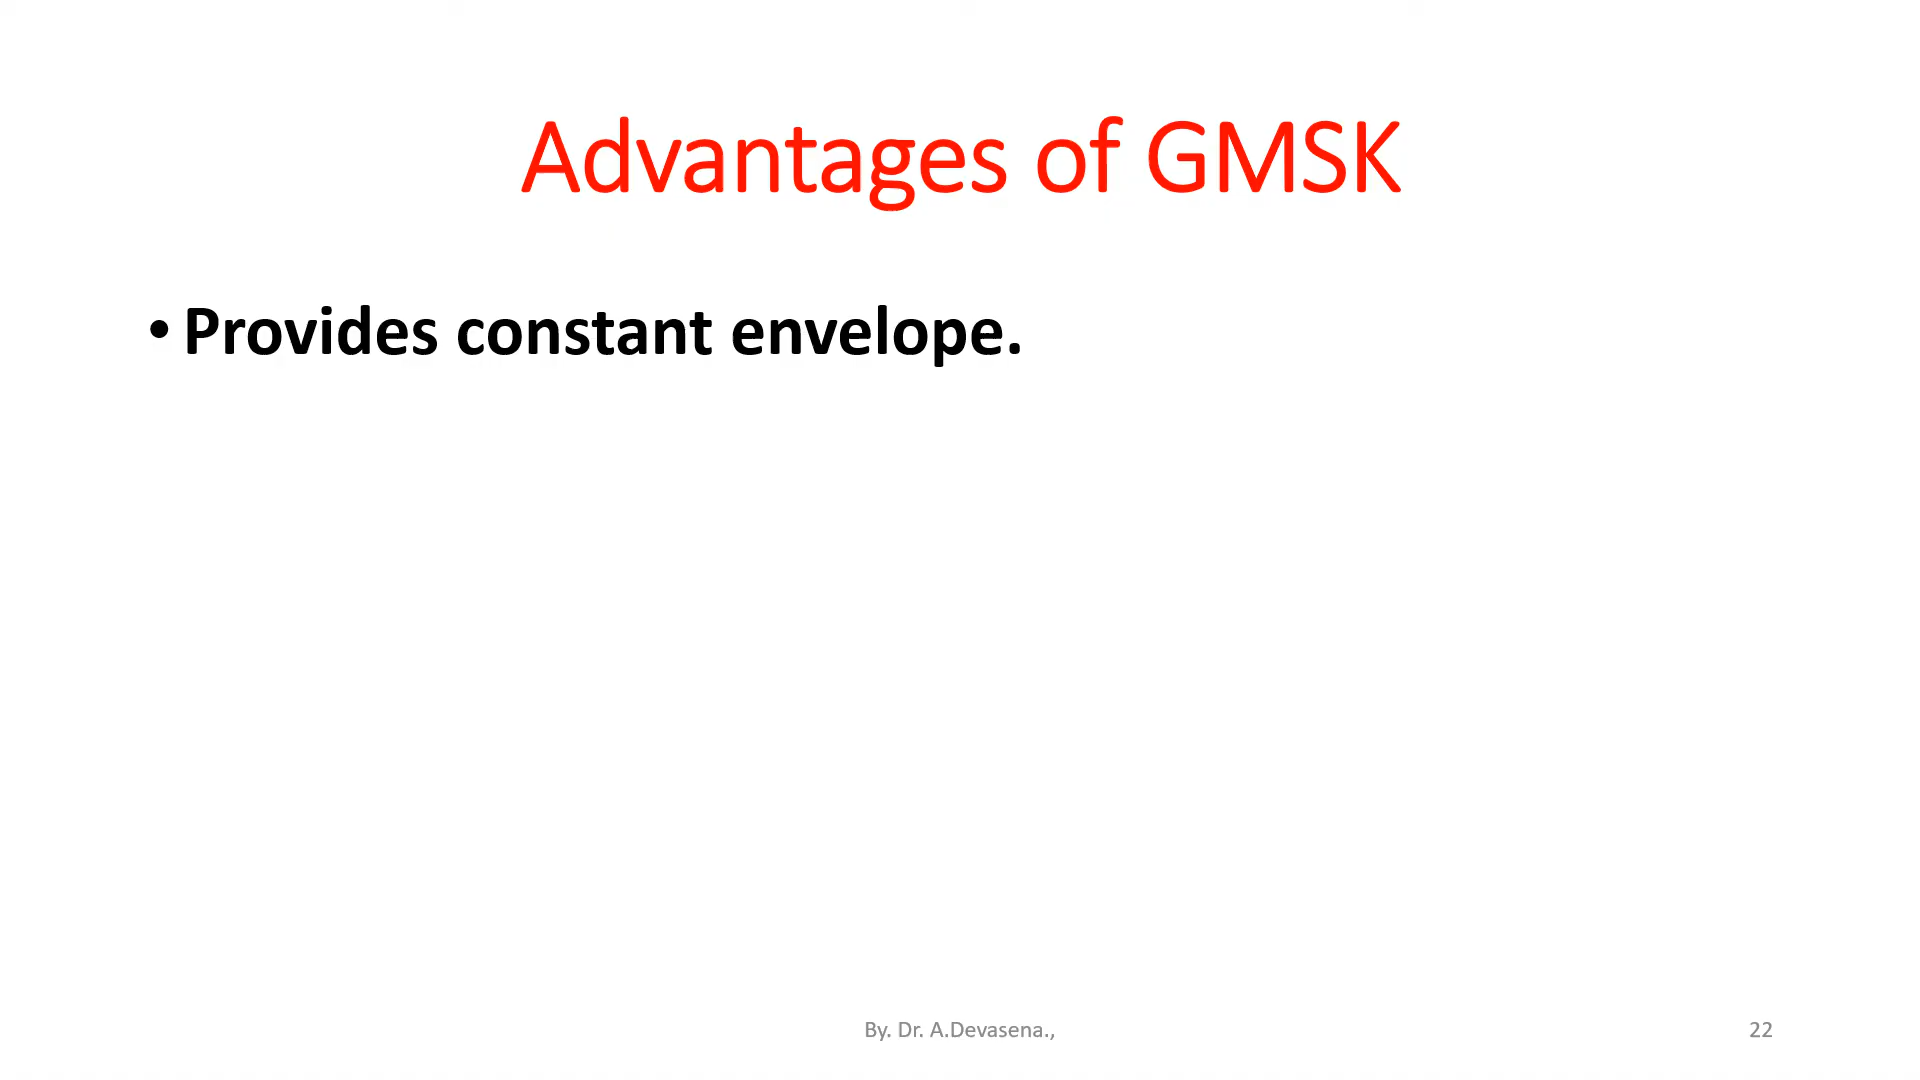 Advantages of GMSK
• Provides constant envelope.
By. Dr. A.Devasena.,
22